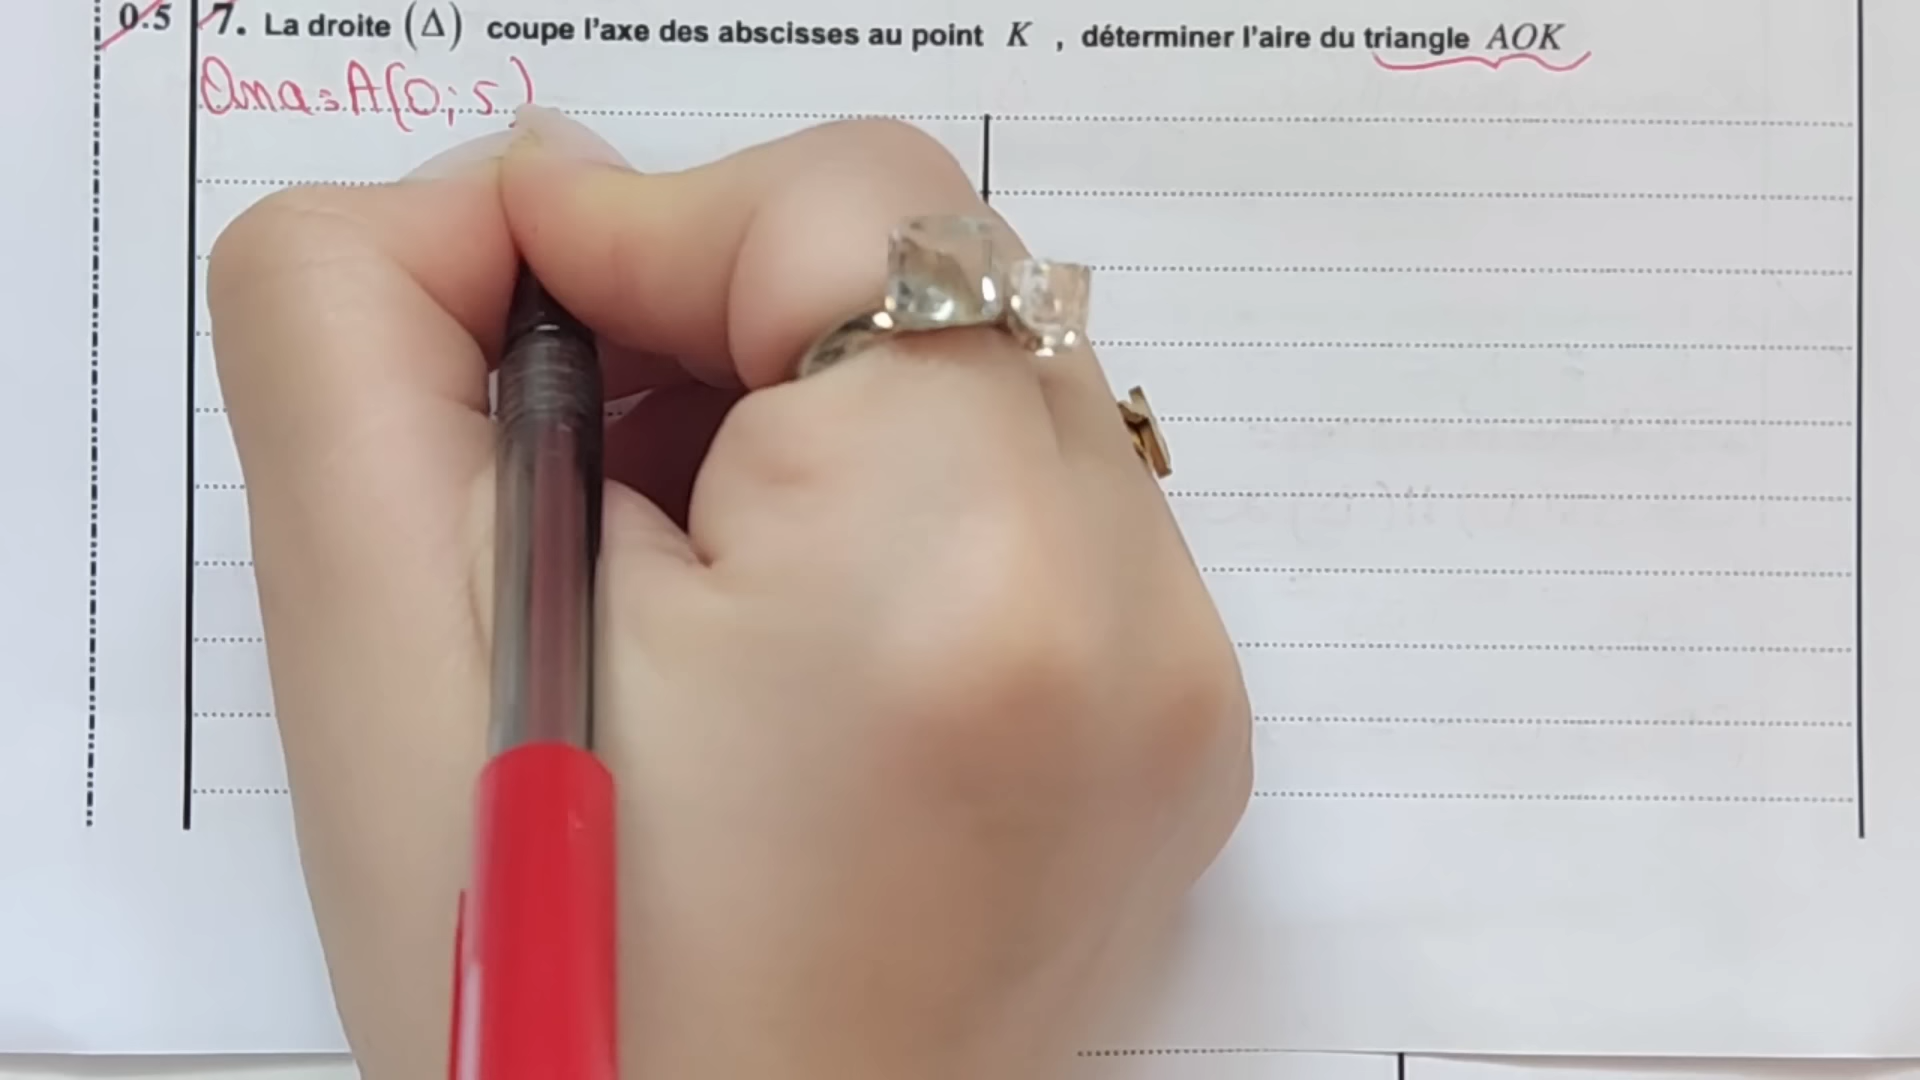 0.5 7. La droite (Δ) coupe l'axe des abscisses au point K , déterminer l'aire du triangle AOK
On a : A(0; 5)